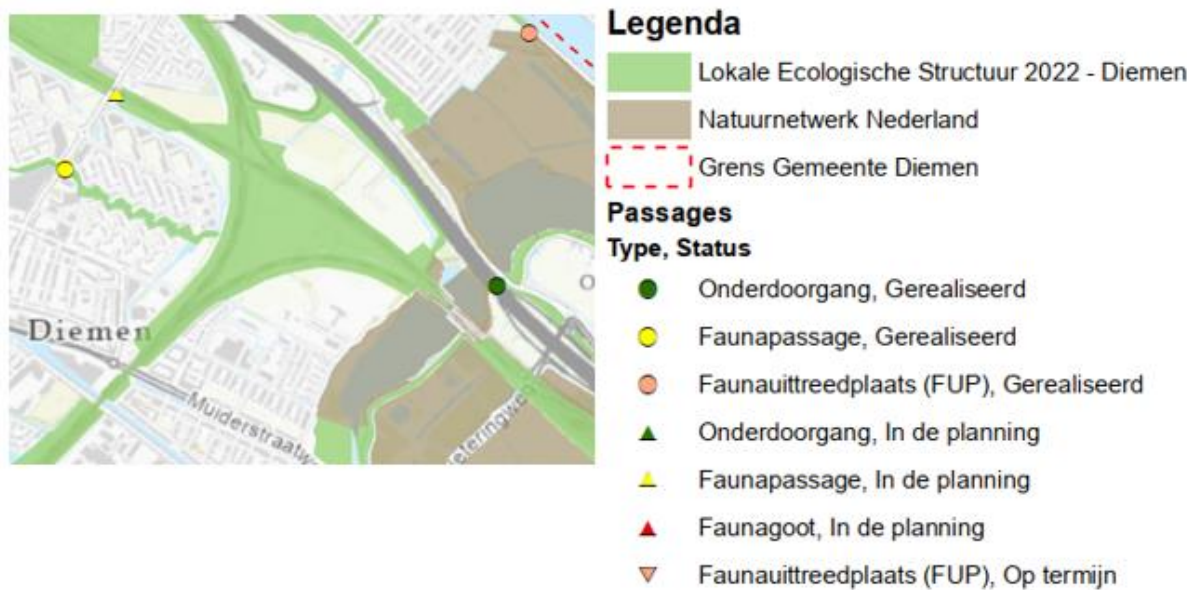 Diemen
Muiderstraatw
Legenda
Lokale Ecologische Structuur 2022 - Diemen
Natuurnetwerk Nederland
Grens Gemeente Diemen
Passages
Type, Status
Onderdoorgang, Gerealiseerd
Faunapassage, Gerealiseerd
Faunauittreedplaats (FUP), Gerealiseerd
Onderdoorgang, In de planning
Faunapassage, In de planning
Faunagoot, In de planning
Faunauittreedplaats (FUP), Op termijn